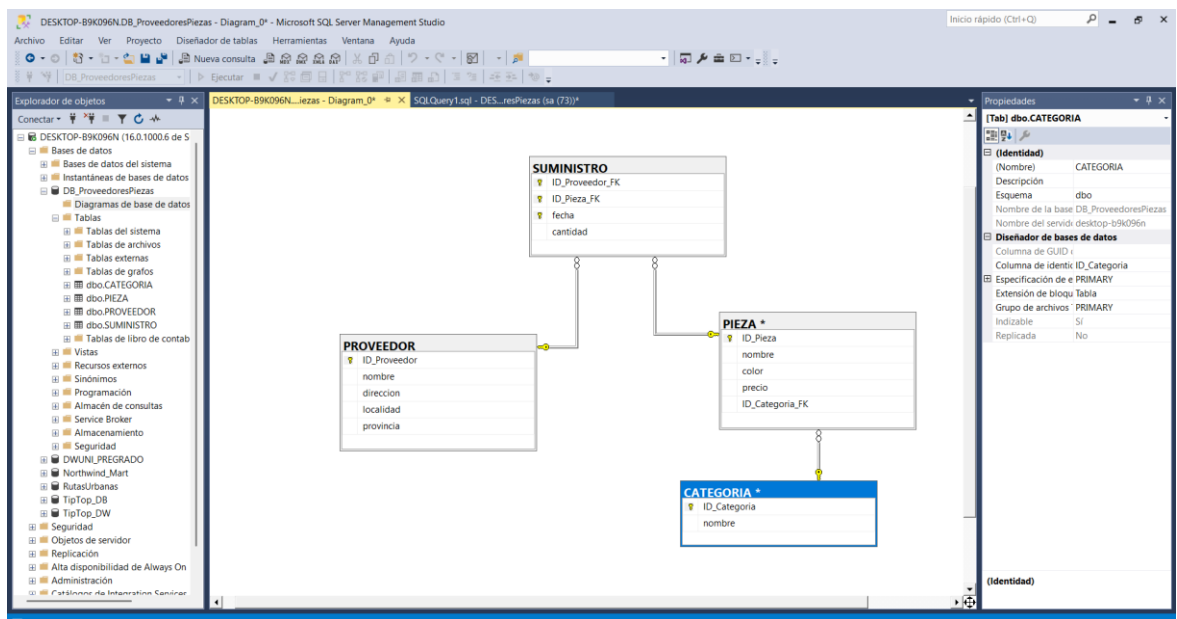 DESKTOP-B9K096N.DB_ProveedoresPiezas - Diagram_0* - Microsoft SQL Server Management Studio
Inicio rápido (Ctrl+Q)
Archivo Editar Ver Proyecto Diseñador de tablas Herramientas Ventana Ayuda
Nueva consulta
DB_ProveedoresPiezas Ejecutar
Explorador de objetos
Conectar
DESKTOP-B9K096N (16.0.1000.6 de S
Bases de datos
Bases de datos del sistema
Instantáneas de bases de datos
DB_ProveedoresPiezas
Diagramas de base de datos
Tablas
Tablas del sistema
Tablas de archivos
Tablas externas
Tablas de grafos
dbo.CATEGORIA
dbo.PIEZA
dbo.PROVEEDOR
dbo.SUMINISTRO
Tablas de libro de contab
Vistas
Recursos externos
Sinónimos
Programación
Almacén de consultas
Service Broker
Almacenamiento
Seguridad
DWUNI_PREGRADO
Northwind_Mart
RutasUrbanas
TipTop_DB
TipTop_DW
Seguridad
Objetos de servidor
Replicación
Alta disponibilidad de Always On
Administración
Catálogos de Integration Services
DESKTOP-B9K096N....iezas - Diagram_0*
SQLQuery1.sql - DES...resPiezas (sa (73))*
SUMINISTRO
ID_Proveedor_FK
ID_Pieza_FK
fecha
cantidad
PROVEEDOR
ID_Proveedor
nombre
direccion
localidad
provincia
PIEZA *
ID_Pieza
nombre
color
precio
ID_Categoria_FK
CATEGORIA *
ID_Categoria
nombre
Propiedades
[Tab] dbo.CATEGORIA
(Identidad)
(Nombre) CATEGORIA
Descripción
Esquema dbo
Nombre de la base DB_ProveedoresPiezas
Nombre del servid desktop-b9k096n
Diseñador de bases de datos
Columna de GUID
Columna de identic ID_Categoria
Especificación de e PRIMARY
Extensión de bloqu Tabla
Grupo de archivos PRIMARY
Indizable Sí
Replicada No
(Identidad)